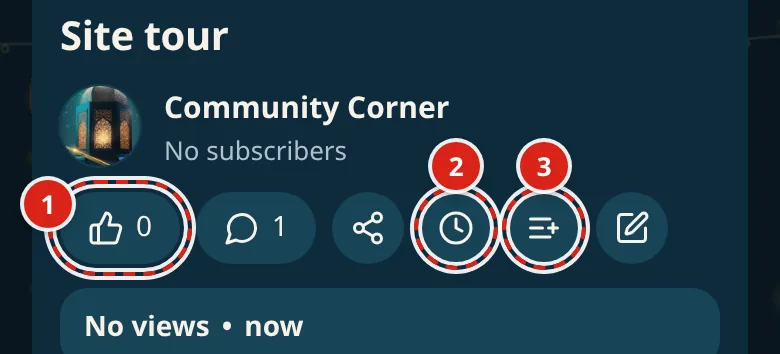 Site tour
Community Corner
No subscribers
2 3
1
0 1
No views • now